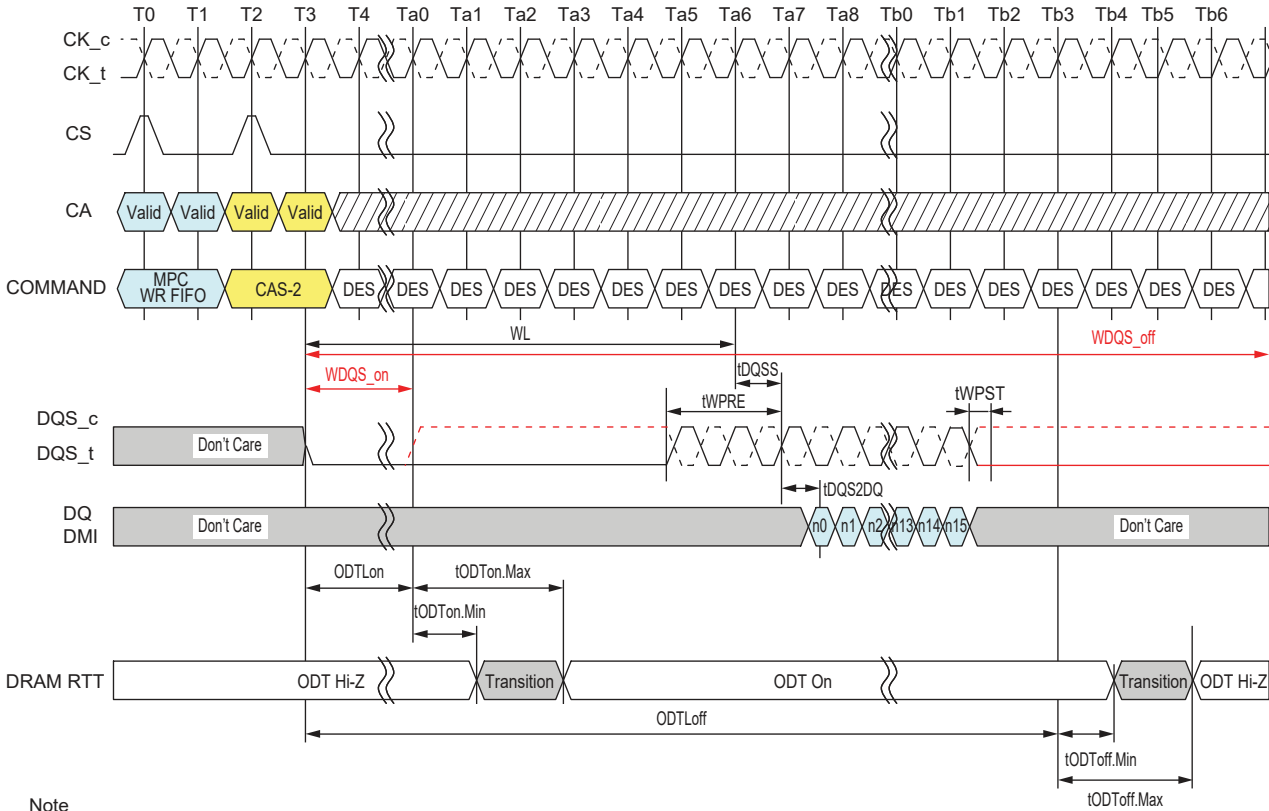 T0 T1 T2 T3 T4 Ta0 Ta1 Ta2 Ta3 Ta4 Ta5 Ta6 Ta7 Ta8 Tb0 Tb1 Tb2 Tb3 Tb4 Tb5 Tb6
CK_c
CK_t
CS
CA Valid Valid Valid Valid
COMMAND MPC WR FIFO CAS-2 DES DES DES DES DES DES DES DES DES DES DES DES DES DES DES DES DES
WL
WDQS_off
WDQS_on
tDQSS
tWPRE
tWPST
DQS_c
DQS_t
Don't Care
tDQS2DQ
DQ
DMI
Don't Care n0 n1 n2 n13 n14 n15 Don't Care
ODTLon
tODTon.Max
tODTon.Min
DRAM RTT ODT Hi-Z Transition ODT On Transition ODT Hi-Z
ODTLoff
tODToff.Min
tODToff.Max
Note